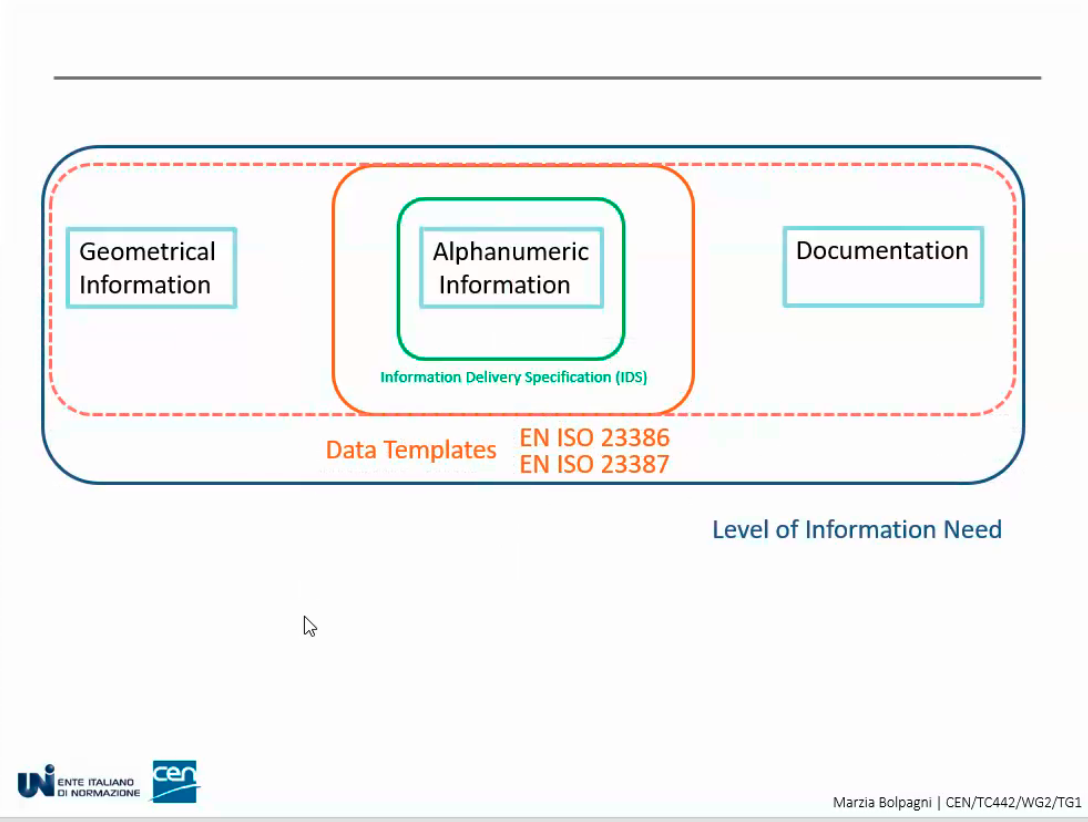 Geometrical
Information
Alphanumeric
Information
Documentation
Information Delivery Specification (IDS)
Data Templates
EN ISO 23386
EN ISO 23387
Level of Information Need
UNI ENTE ITALIANO
DI NORMAZIONE
cen
Marzia Bolpagni | CEN/TC442/WG2/TG1